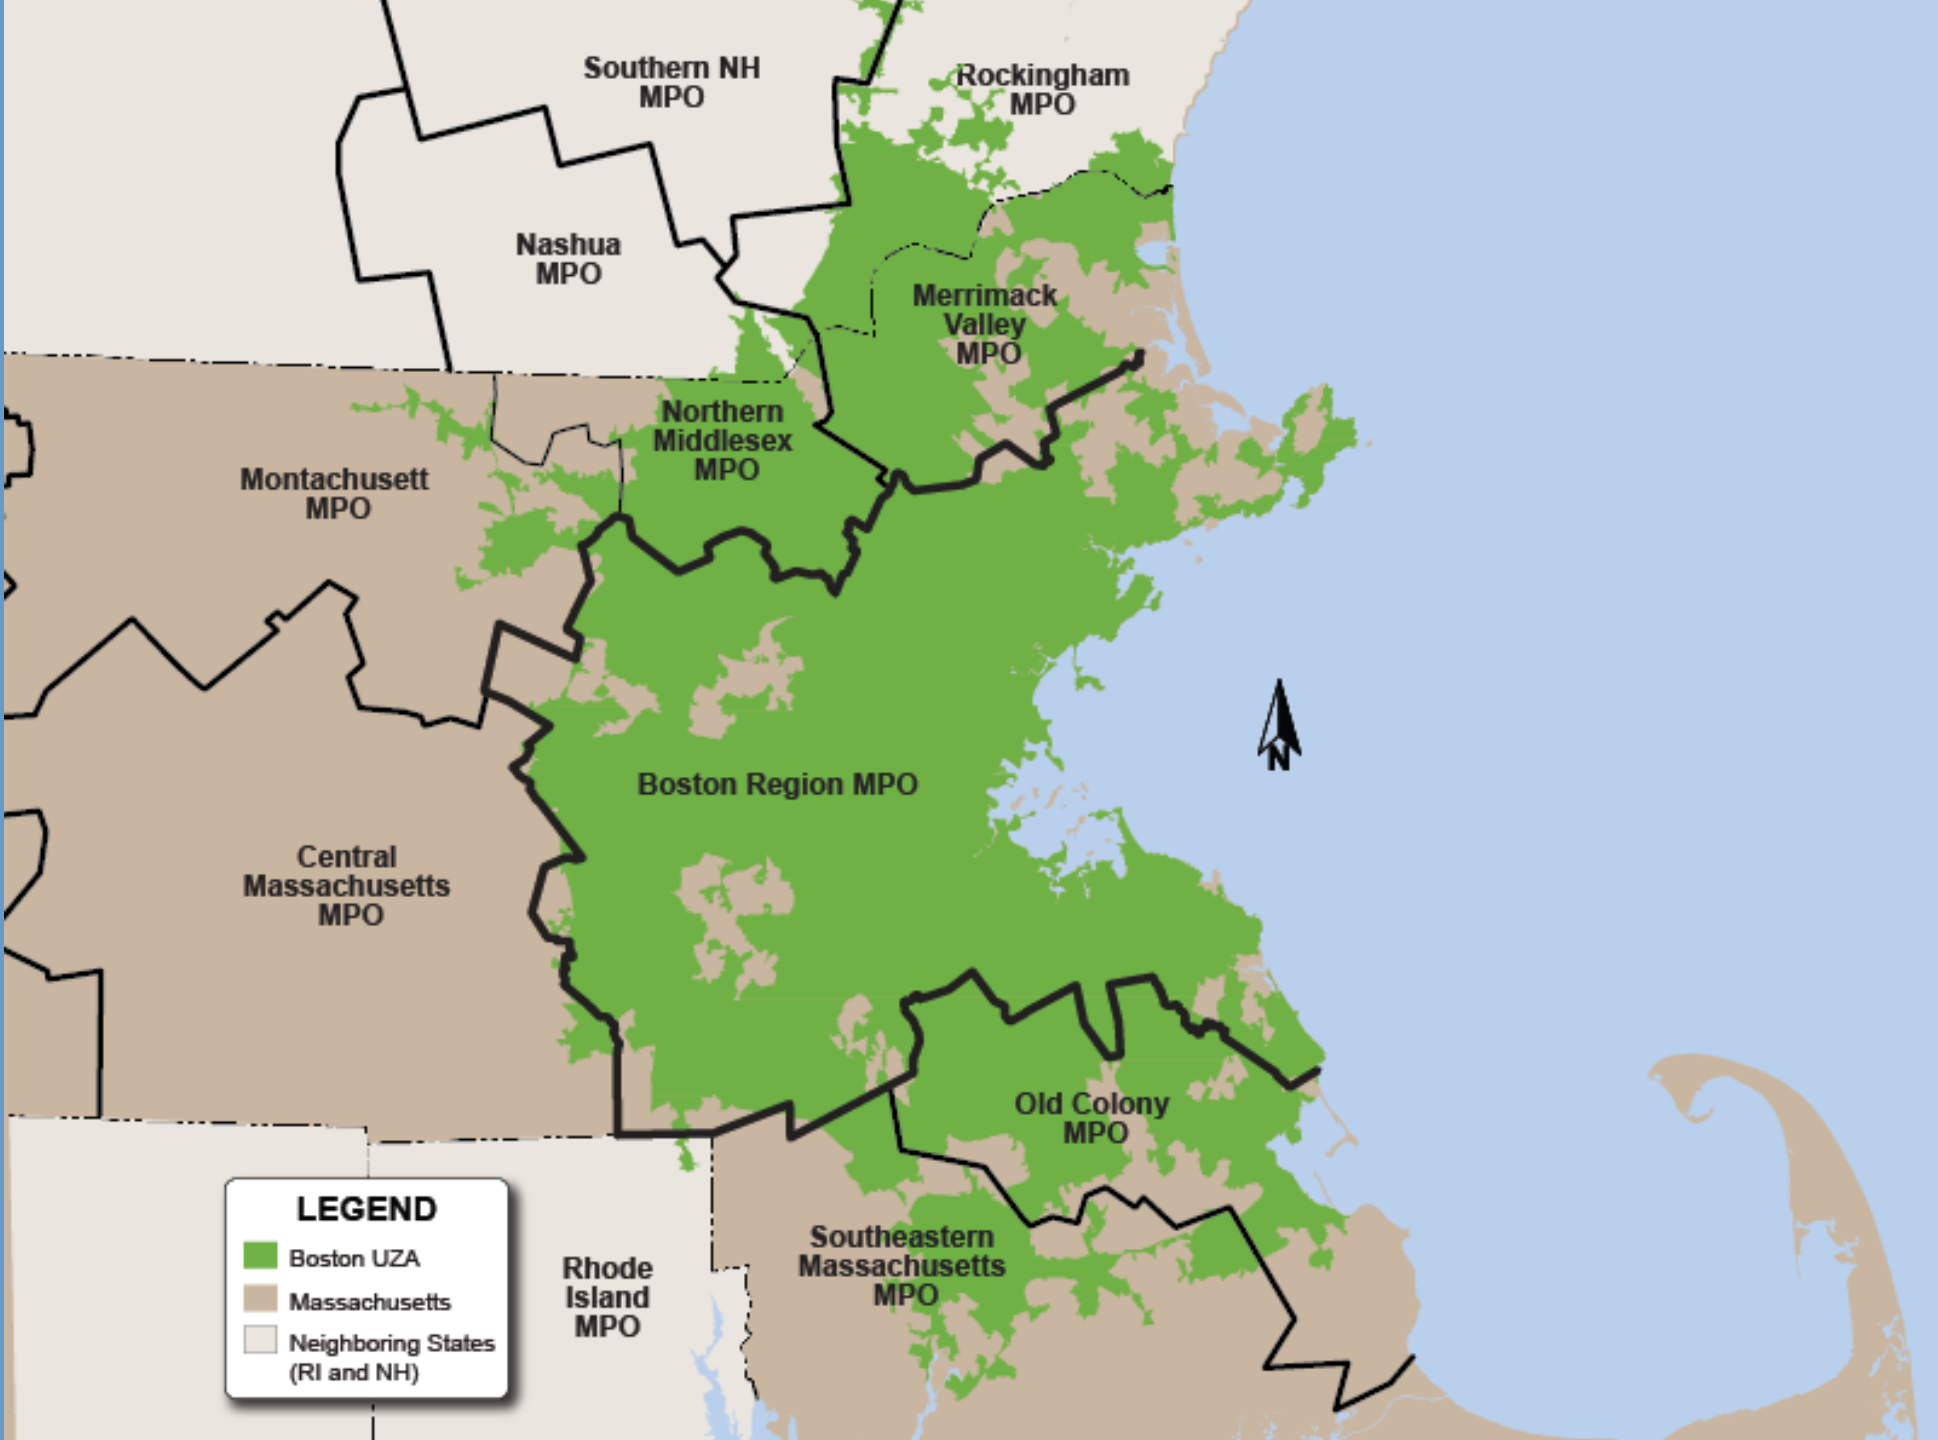 Southern NH
MPO
Rockingham
MPO
Nashua
MPO
Merrimack
Valley
MPO
Northern
Middlesex
MPO
Montachusett
MPO
N
Boston Region MPO
Central
Massachusetts
MPO
Old Colony
MPO
Southeastern
Massachusetts
MPO
Rhode
Island
MPO
LEGEND
Boston UZA
Massachusetts
Neighboring States
(RI and NH)